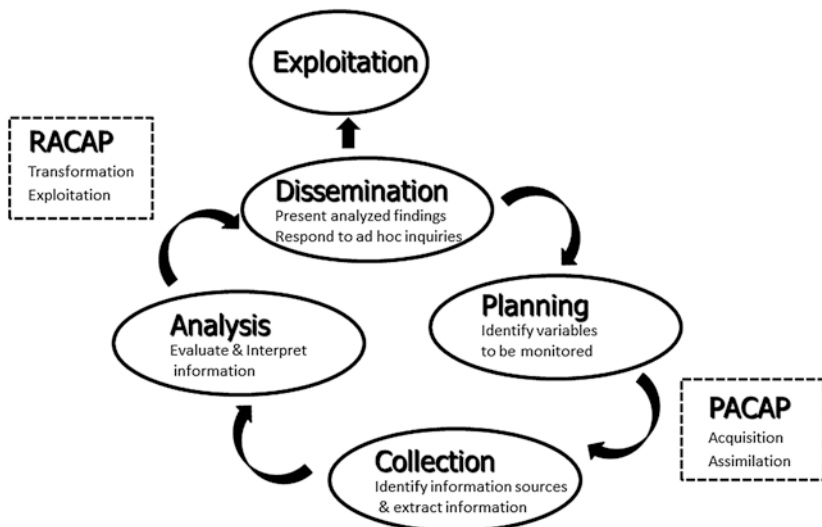 Exploitation
RACAP
Transformation
Exploitation
Dissemination
Present analyzed findings
Respond to ad hoc inquiries
Analysis
Evaluate & Interpret
information
Planning
Identify variables
to be monitored
PACAP
Acquisition
Assimilation
Collection
Identify information sources
& extract information